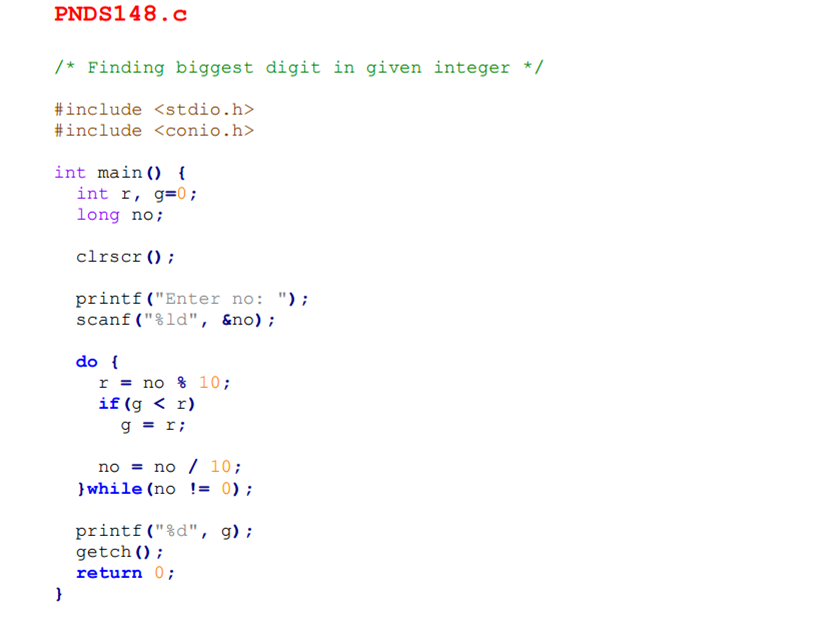 PNDS148.c
/* Finding biggest digit in given integer */
#include <stdio.h>
#include <conio.h>
int main() {
int r, g=0;
long no;
clrscr();
printf("Enter no: ");
scanf("%ld", &no);
do {
r = no % 10;
if(g < r)
g = r;
no = no / 10;
}while(no != 0);
printf("%d", g);
getch();
return 0;
}